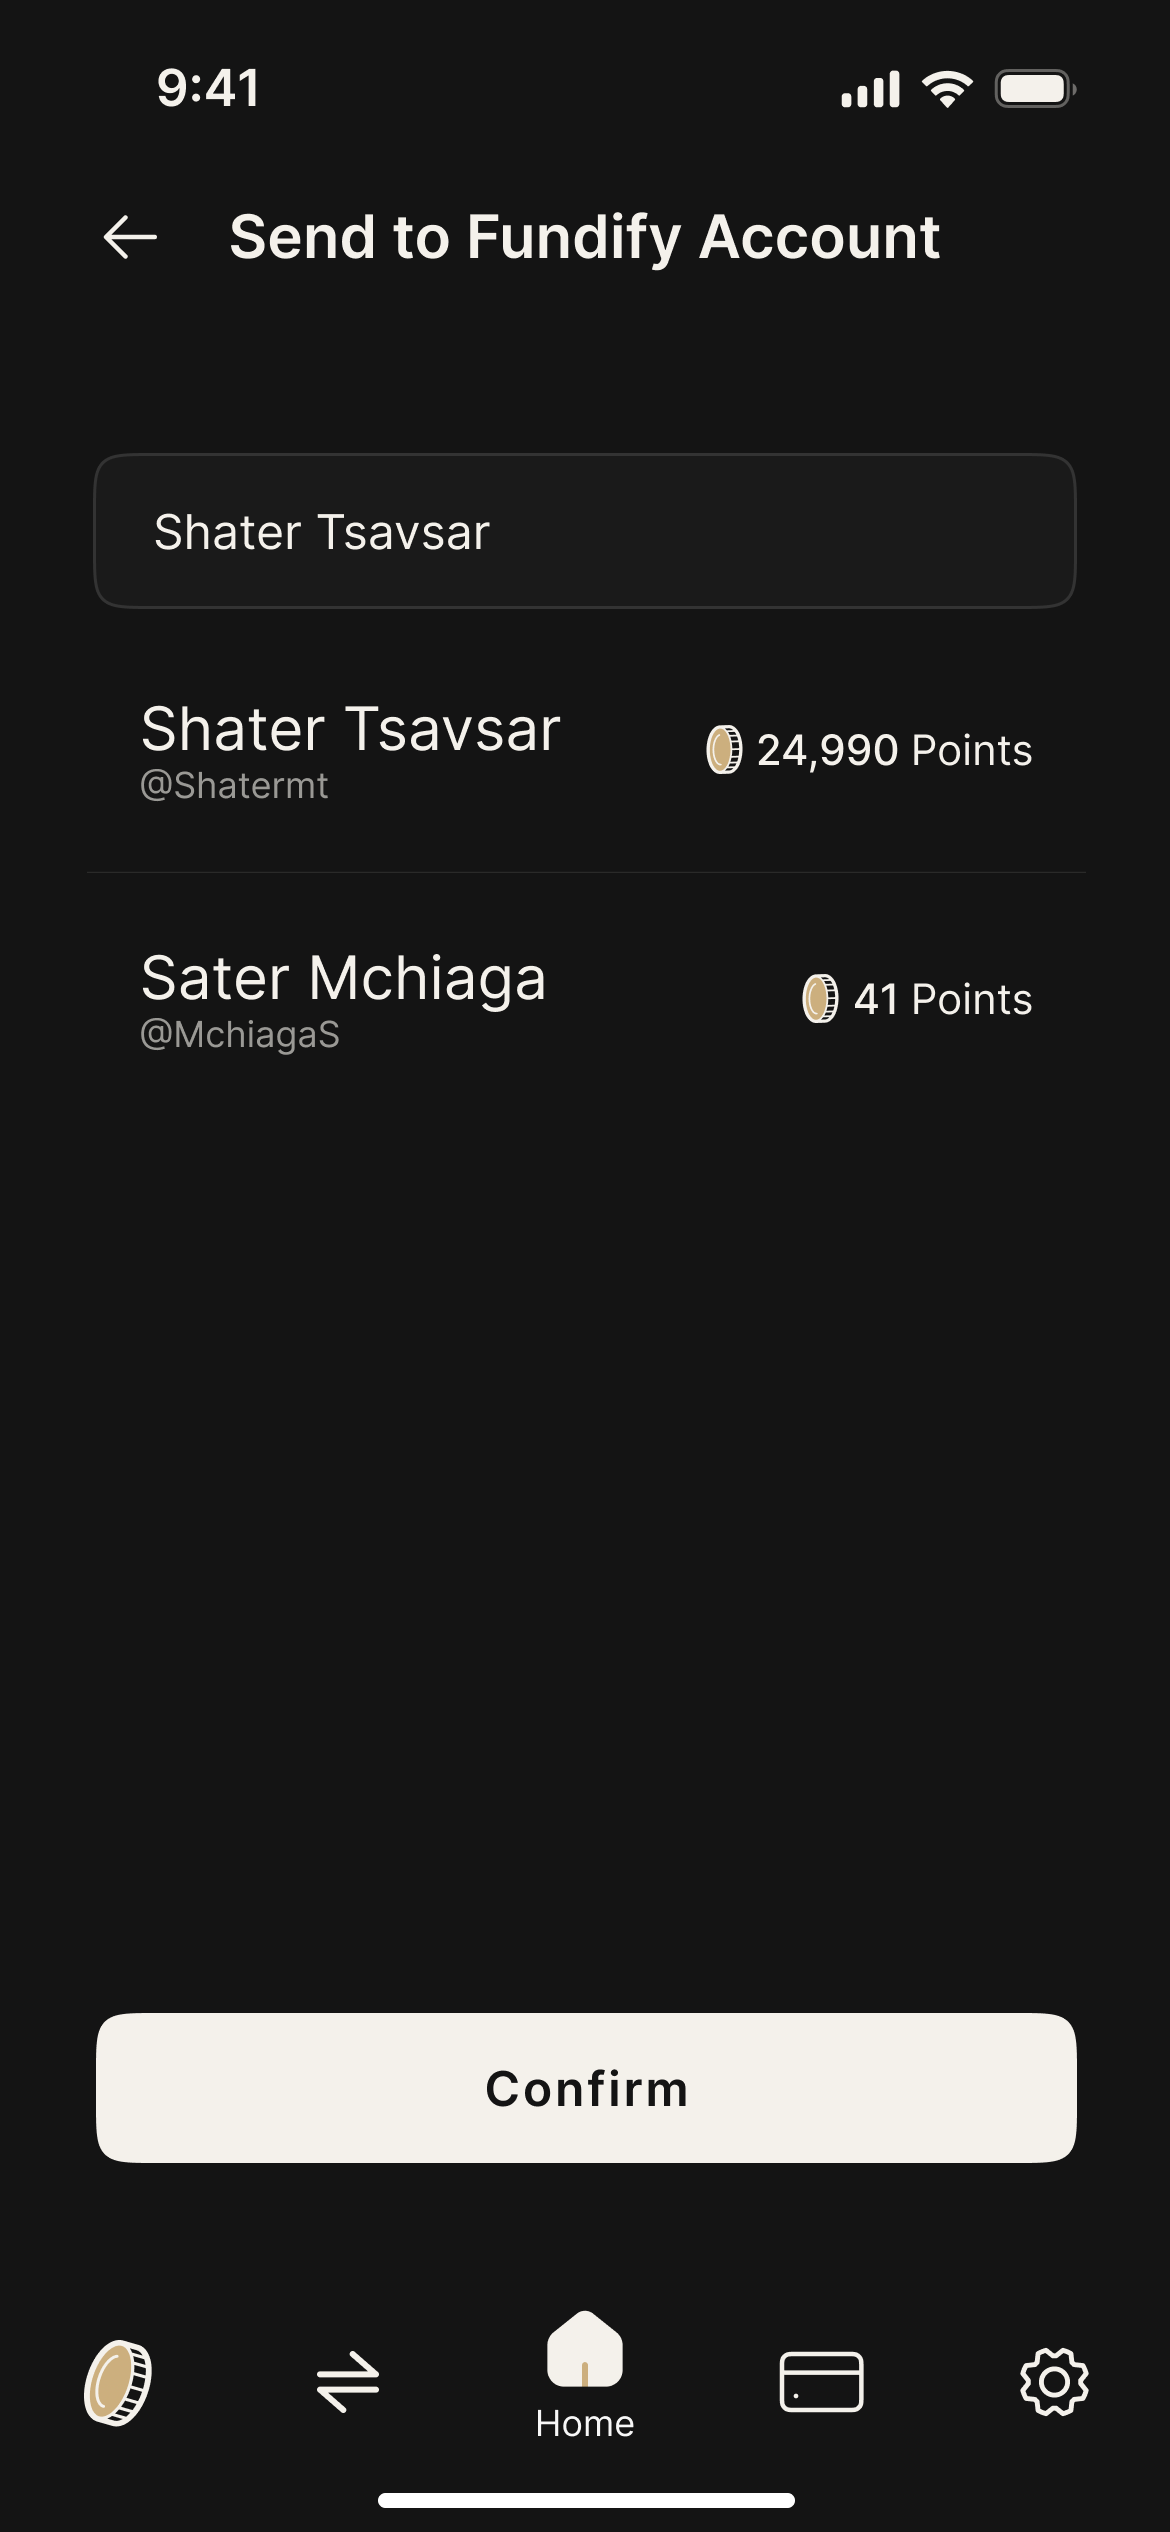 9:41
Send to Fundify Account
Shater Tsavsar
Shater Tsavsar
24,990 Points
@Shatermt
Sater Mchiaga
41 Points
@MchiagaS
Confirm
Home